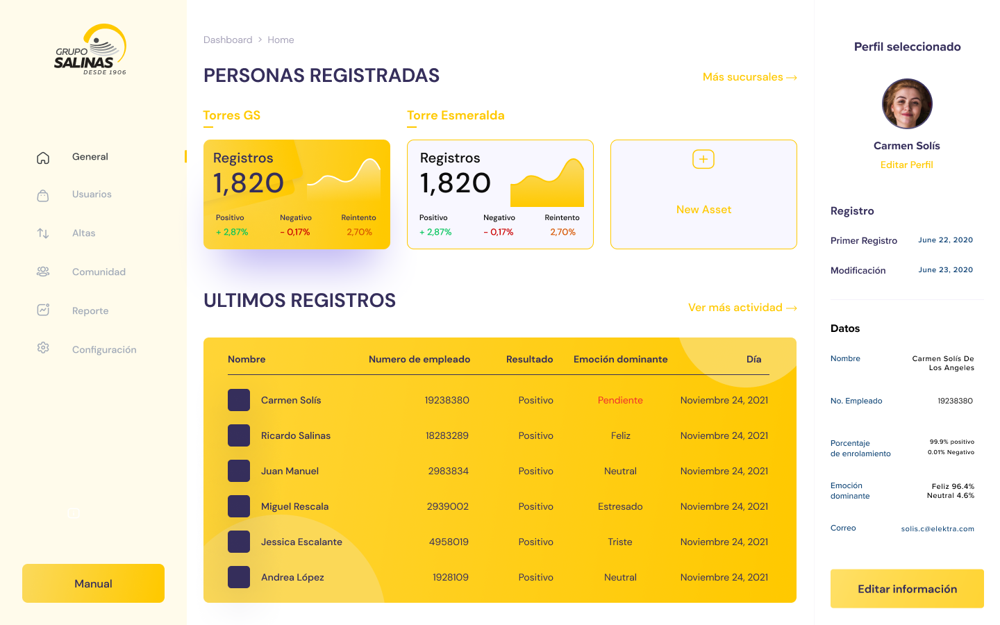 GRUPO
SALINAS
DESDE 1906
General
Usuarios
Altas
Comunidad
Reporte
Configuración
Manual
Dashboard > Home
PERSONAS REGISTRADAS
Más sucursales →
Torres GS
Registros
1,820
Positivo Negativo Reintento
+ 2,87% - 0,17% 2,70%
Torre Esmeralda
Registros
1,820
Positivo Negativo Reintento
+ 2,87% - 0,17% 2,70%
New Asset
ULTIMOS REGISTROS
Ver más actividad →
Nombre Numero de empleado Resultado Emoción dominante Día
Carmen Solís 19238380 Positivo Pendiente Noviembre 24, 2021
Ricardo Salinas 18283289 Positivo Feliz Noviembre 24, 2021
Juan Manuel 2983834 Positivo Neutral Noviembre 24, 2021
Miguel Rescala 2939002 Positivo Estresado Noviembre 24, 2021
Jessica Escalante 4958019 Positivo Triste Noviembre 24, 2021
Andrea López 1928109 Positivo Neutral Noviembre 24, 2021
Perfil seleccionado
Carmen Solís
Editar Perfil
Registro
Primer Registro June 22, 2020
Modificación June 23, 2020
Datos
Nombre Carmen Solís De
Los Angeles
No. Empleado 19238380
Porcentaje 99.9% positivo
de enrolamiento 0.01% Negativo
Emoción Feliz 96.4%
dominante Neutral 4.6%
Correo solis.c@elektra.com
Editar información